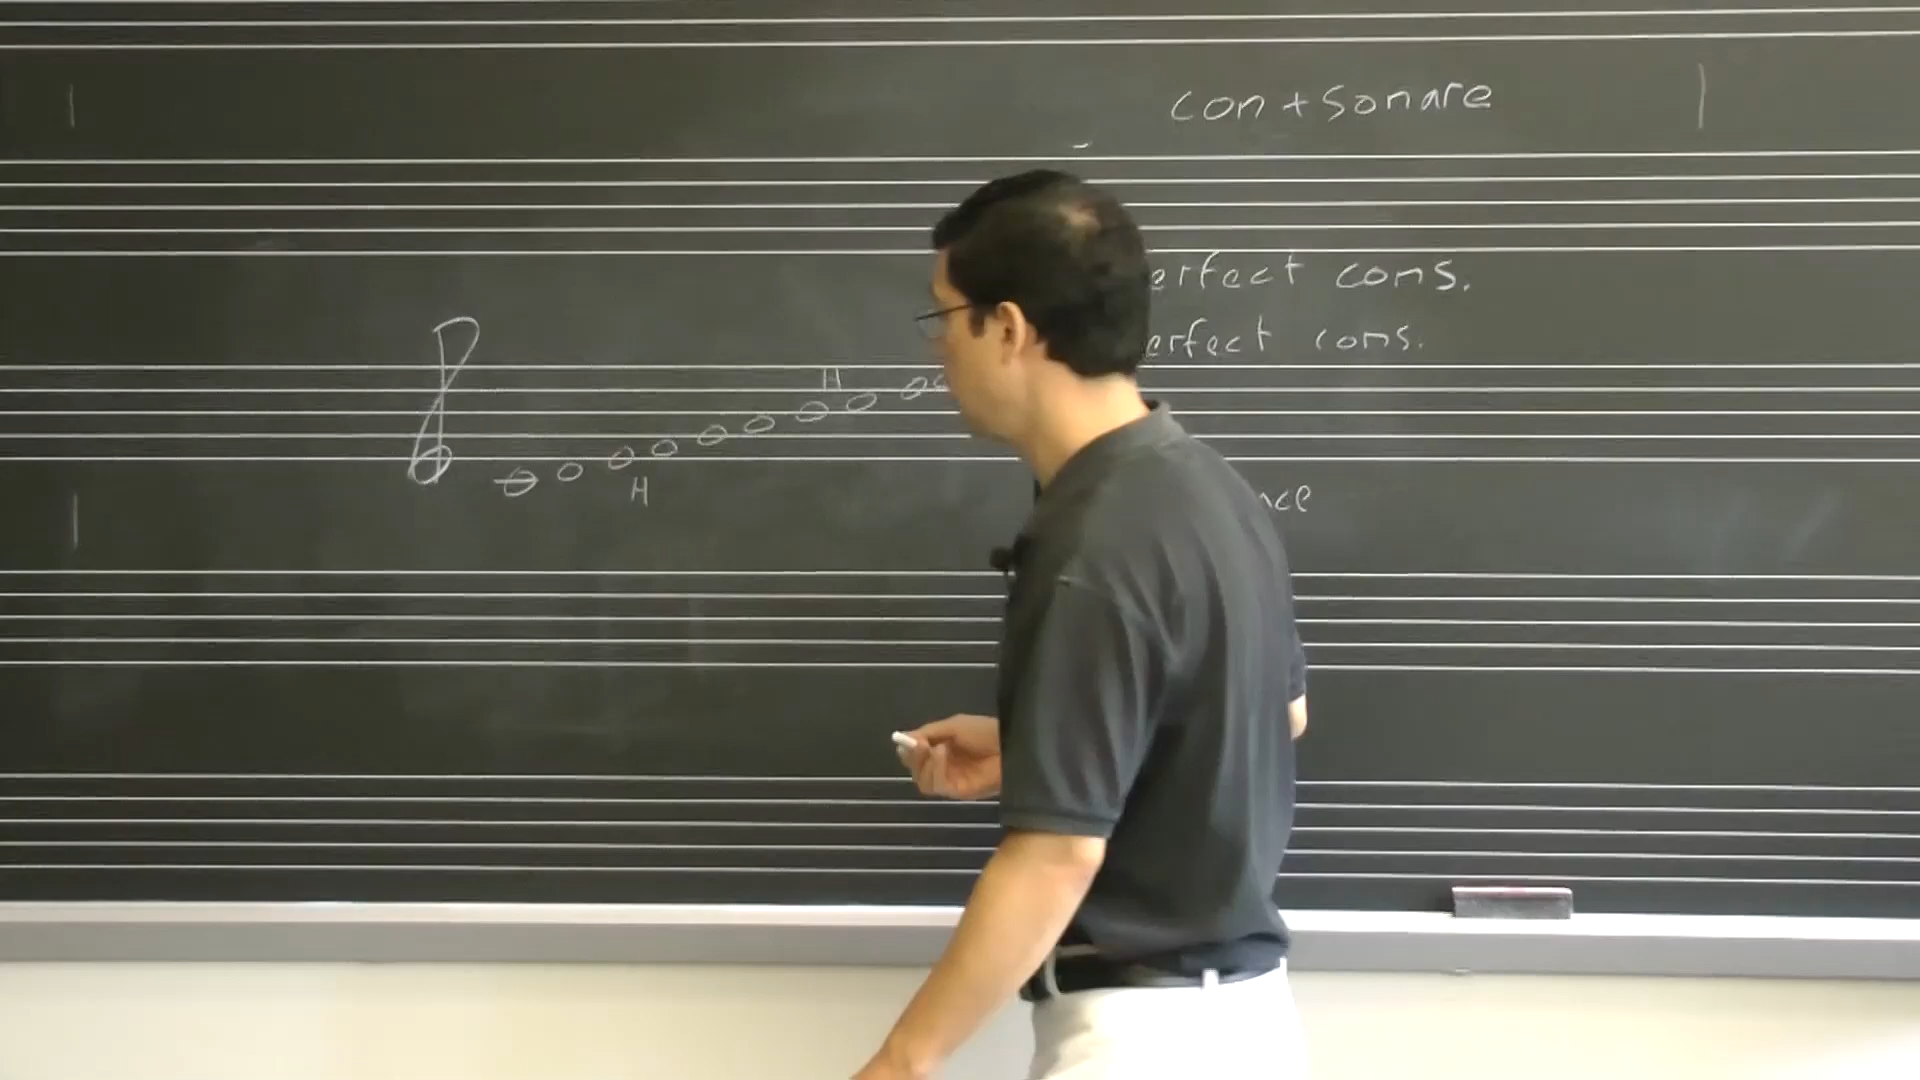 con + sonare
erfect cons.
erfect cons.
H
H
nce